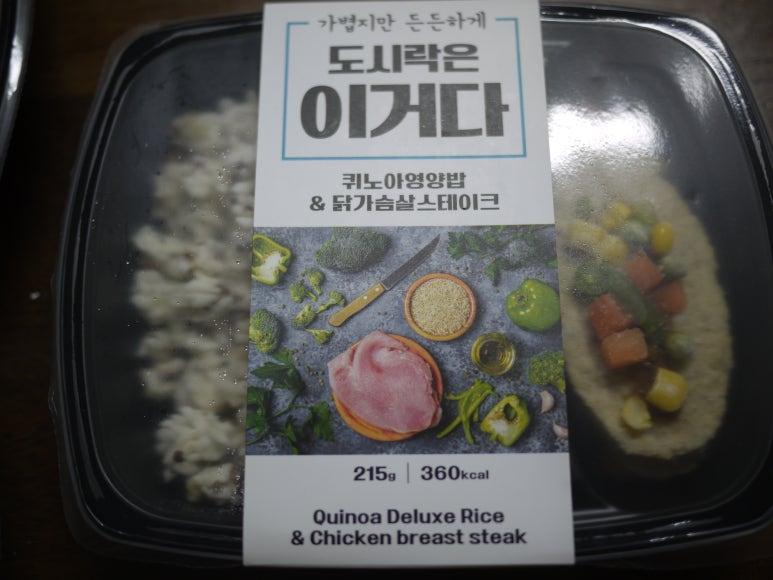 가볍지만 든든하게
도시락은
이거다
퀴노아영양밥
& 닭가슴살스테이크
215g | 360kcal
Quinoa Deluxe Rice
& Chicken breast steak